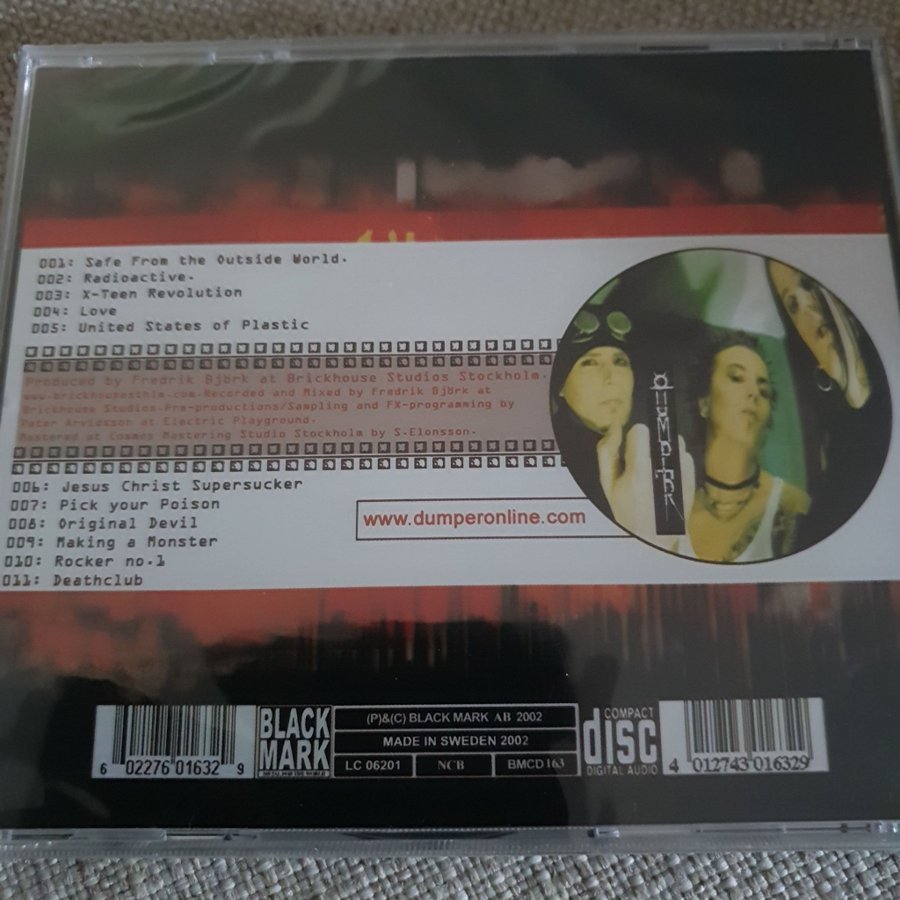 001: Safe From the Outside World.
002: Radioactive.
003: X-Teen Revolution
004: Love
005: United States of Plastic
Produced by Fredrik Björk at Brickhouse Studios Stockholm.
www.brickhousesthlm.com-Recorded and Mixed by Fredrik Björk at
Brickhouse Studios-Pre-productions/Sampling and FX-programming by
Peter Arvidsson at Electric Playground.
Mastered at Cosmos Mastering Studio Stockholm by S.Elonsson.
006: Jesus Christ Supersucker
007: Pick your Poison
008: Original Devil
009: Making a Monster
010: Rocker no.1
011: Deathclub
www.dumperonline.com
6 02276 01632 9
BLACK
MARK
(P)&(C) BLACK MARK AB 2002
MADE IN SWEDEN 2002
LC 06201 NCB BMCD 163
COMPACT
disc
DIGITAL AUDIO
4 012743 016329